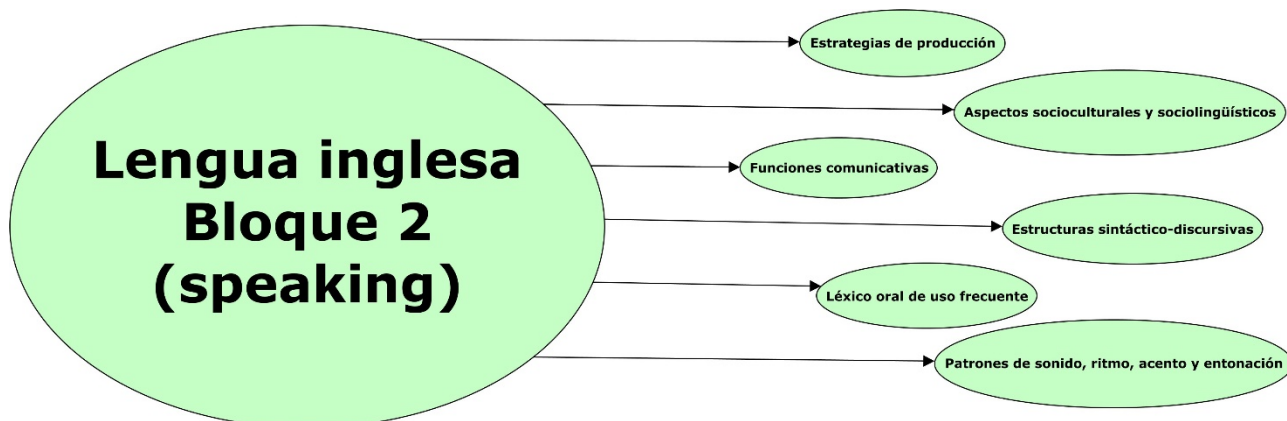 Lengua inglesa
Bloque 2
(speaking)
Estrategias de producción
Aspectos socioculturales y sociolingüísticos
Funciones comunicativas
Estructuras sintáctico-discursivas
Léxico oral de uso frecuente
Patrones de sonido, ritmo, acento y entonación